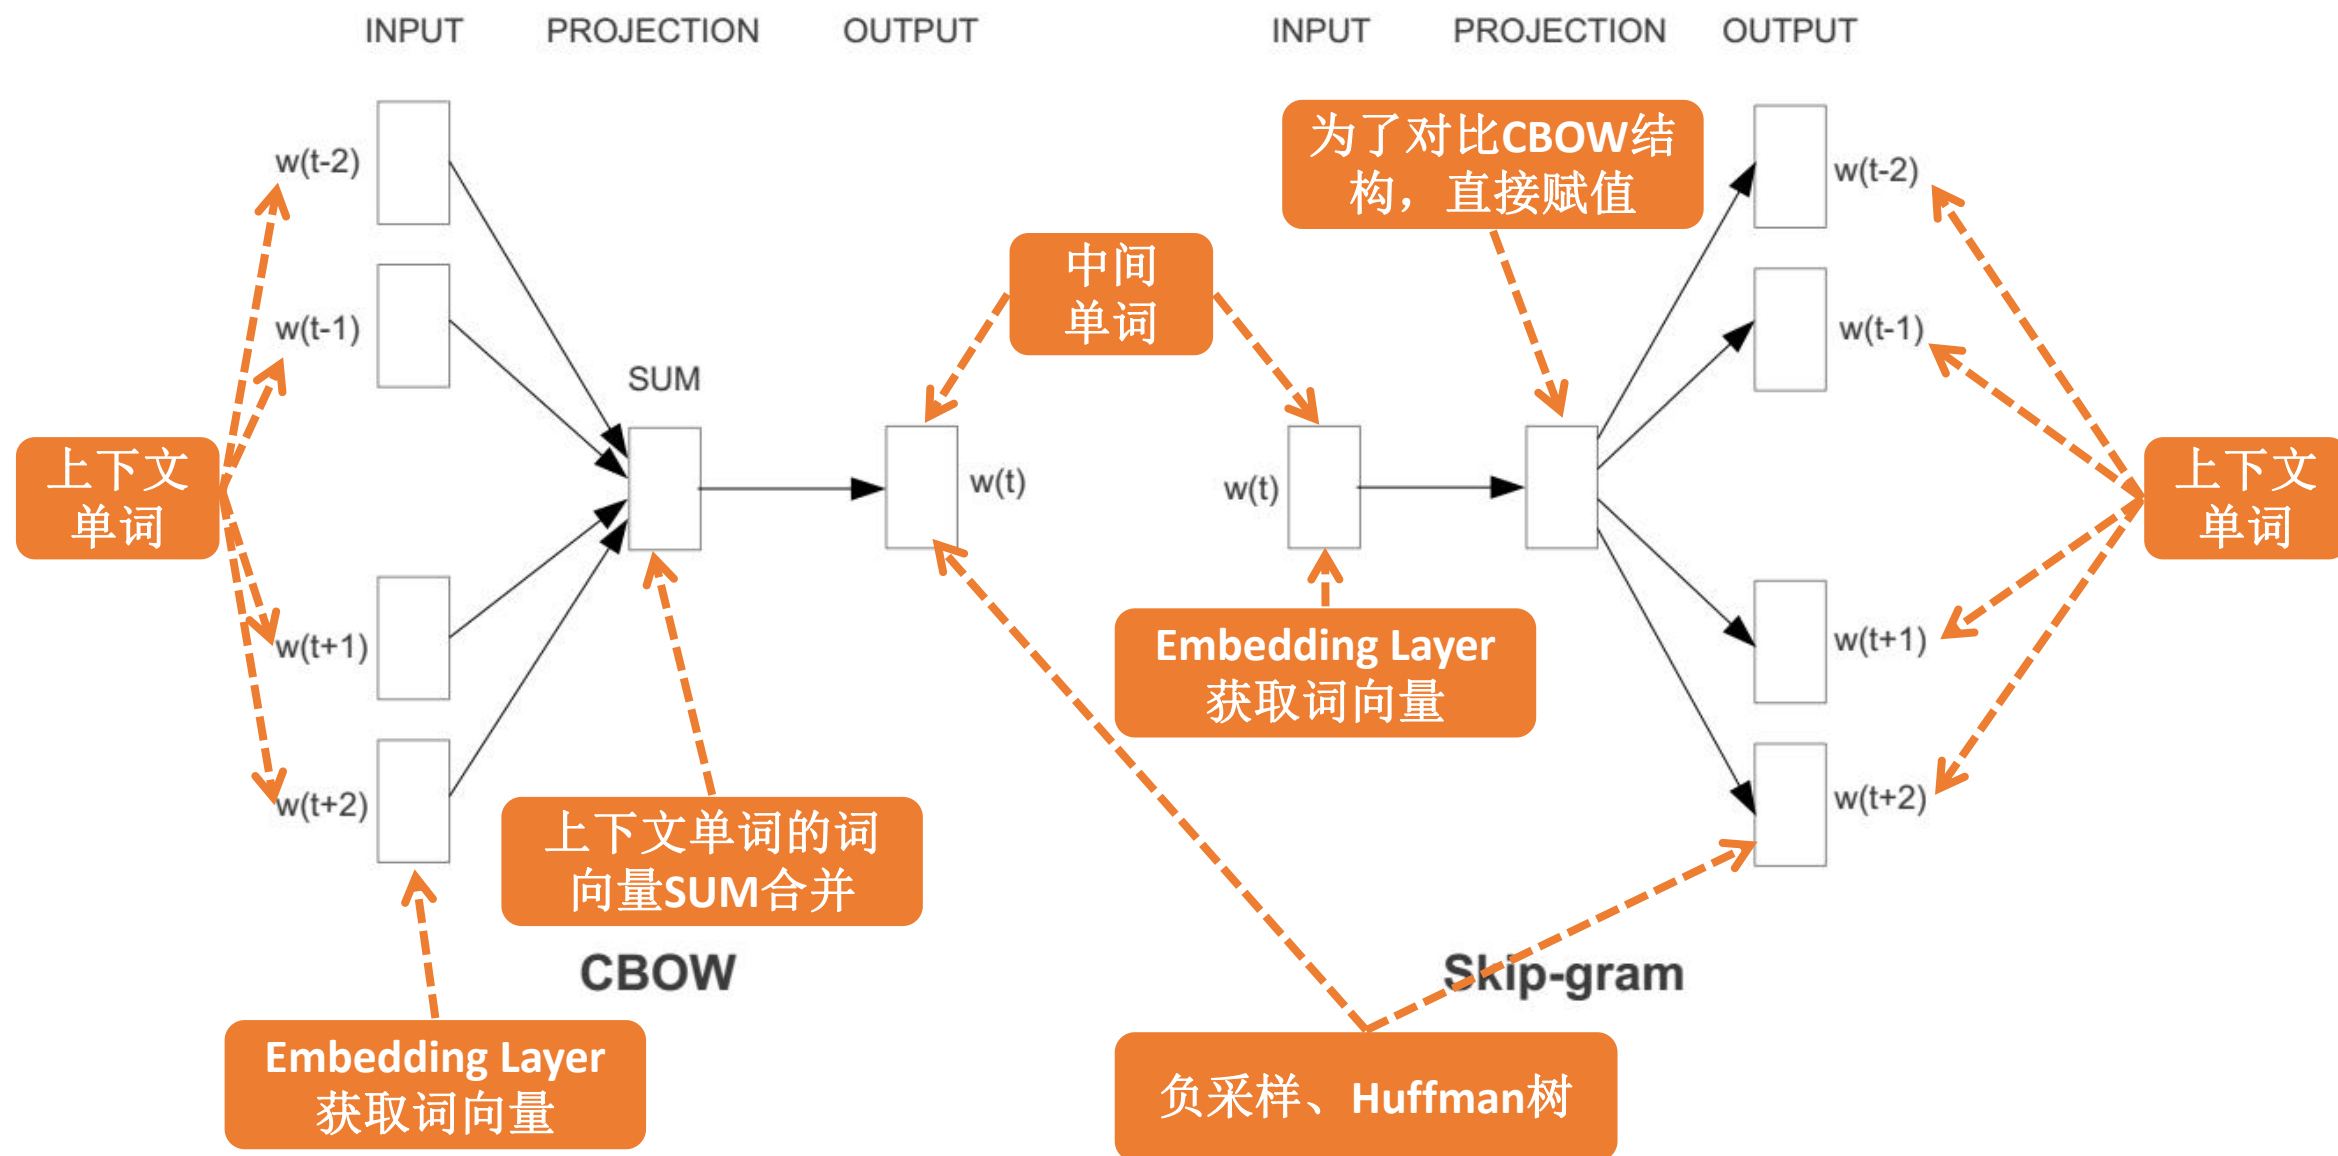 INPUT PROJECTION OUTPUT
w(t-2)
w(t-1)
w(t+1)
w(t+2)
SUM
w(t)
上下文
单词
上下文单词的词
向量SUM合并
Embedding Layer
获取词向量
CBOW
中间
单词
INPUT PROJECTION OUTPUT
为了对比CBOW结
构，直接赋值
w(t)
w(t-2)
w(t-1)
w(t+1)
w(t+2)
上下文
单词
Embedding Layer
获取词向量
Skip-gram
负采样、Huffman树